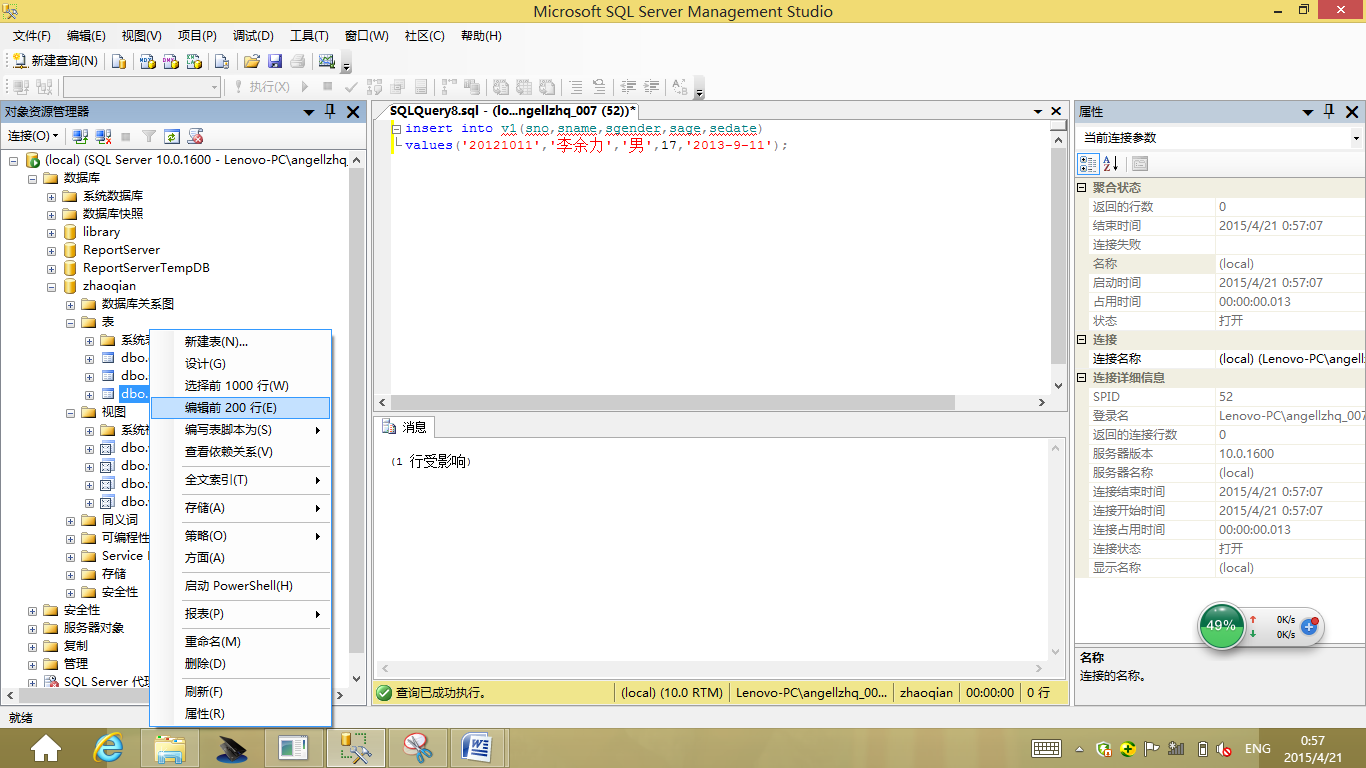 Microsoft SQL Server Management Studio
文件(F) 编辑(E) 视图(V) 项目(P) 调试(D) 工具(T) 窗口(W) 社区(C) 帮助(H)
新建查询(N)
执行(X)
对象资源管理器
连接(O)
(local) (SQL Server 10.0.1600 - Lenovo-PC\angellzhq_
数据库
系统数据库
数据库快照
library
ReportServer
ReportServerTempDB
zhaoqian
数据库关系图
表
系统
dbo.
dbo.
dbo.
视图
系统
dbo.
dbo.
dbo.
dbo.
同义词
可编程性
Service
存储
安全性
安全性
服务器对象
复制
管理
SQL Server 代理
新建表(N)...
设计(G)
选择前 1000 行(W)
编辑前 200 行(E)
编写表脚本为(S)
查看依赖关系(V)
全文索引(T)
存储(A)
策略(O)
方面(A)
启动 PowerShell(H)
报表(P)
重命名(M)
删除(D)
刷新(F)
属性(R)
SQLQuery8.sql - (lo...ngellzhq_007 (52))*
insert into v1(sno,sname,sgender,sage,sedate)
values('20121011','李余力','男',17,'2013-9-11');
消息
(1 行受影响)
查询已成功执行。 (local) (10.0 RTM) Lenovo-PC\angellzhq_00... zhaoqian 00:00:00 0 行
属性
当前连接参数
聚合状态
返回的行数 0
结束时间 2015/4/21 0:57:07
连接失败
名称 (local)
启动时间 2015/4/21 0:57:07
占用时间 00:00:00.013
状态 打开
连接
连接名称 (local) (Lenovo-PC\angell
连接详细信息
SPID 52
登录名 Lenovo-PC\angellzhq_007
返回的连接行数 0
服务器版本 10.0.1600
服务器名称 (local)
连接结束时间 2015/4/21 0:57:07
连接开始时间 2015/4/21 0:57:07
连接占用时间 00:00:00.013
连接状态 打开
显示名称 (local)
49% 0K/s
0K/s
名称
连接的名称。
就绪
ENG
0:57
2015/4/21